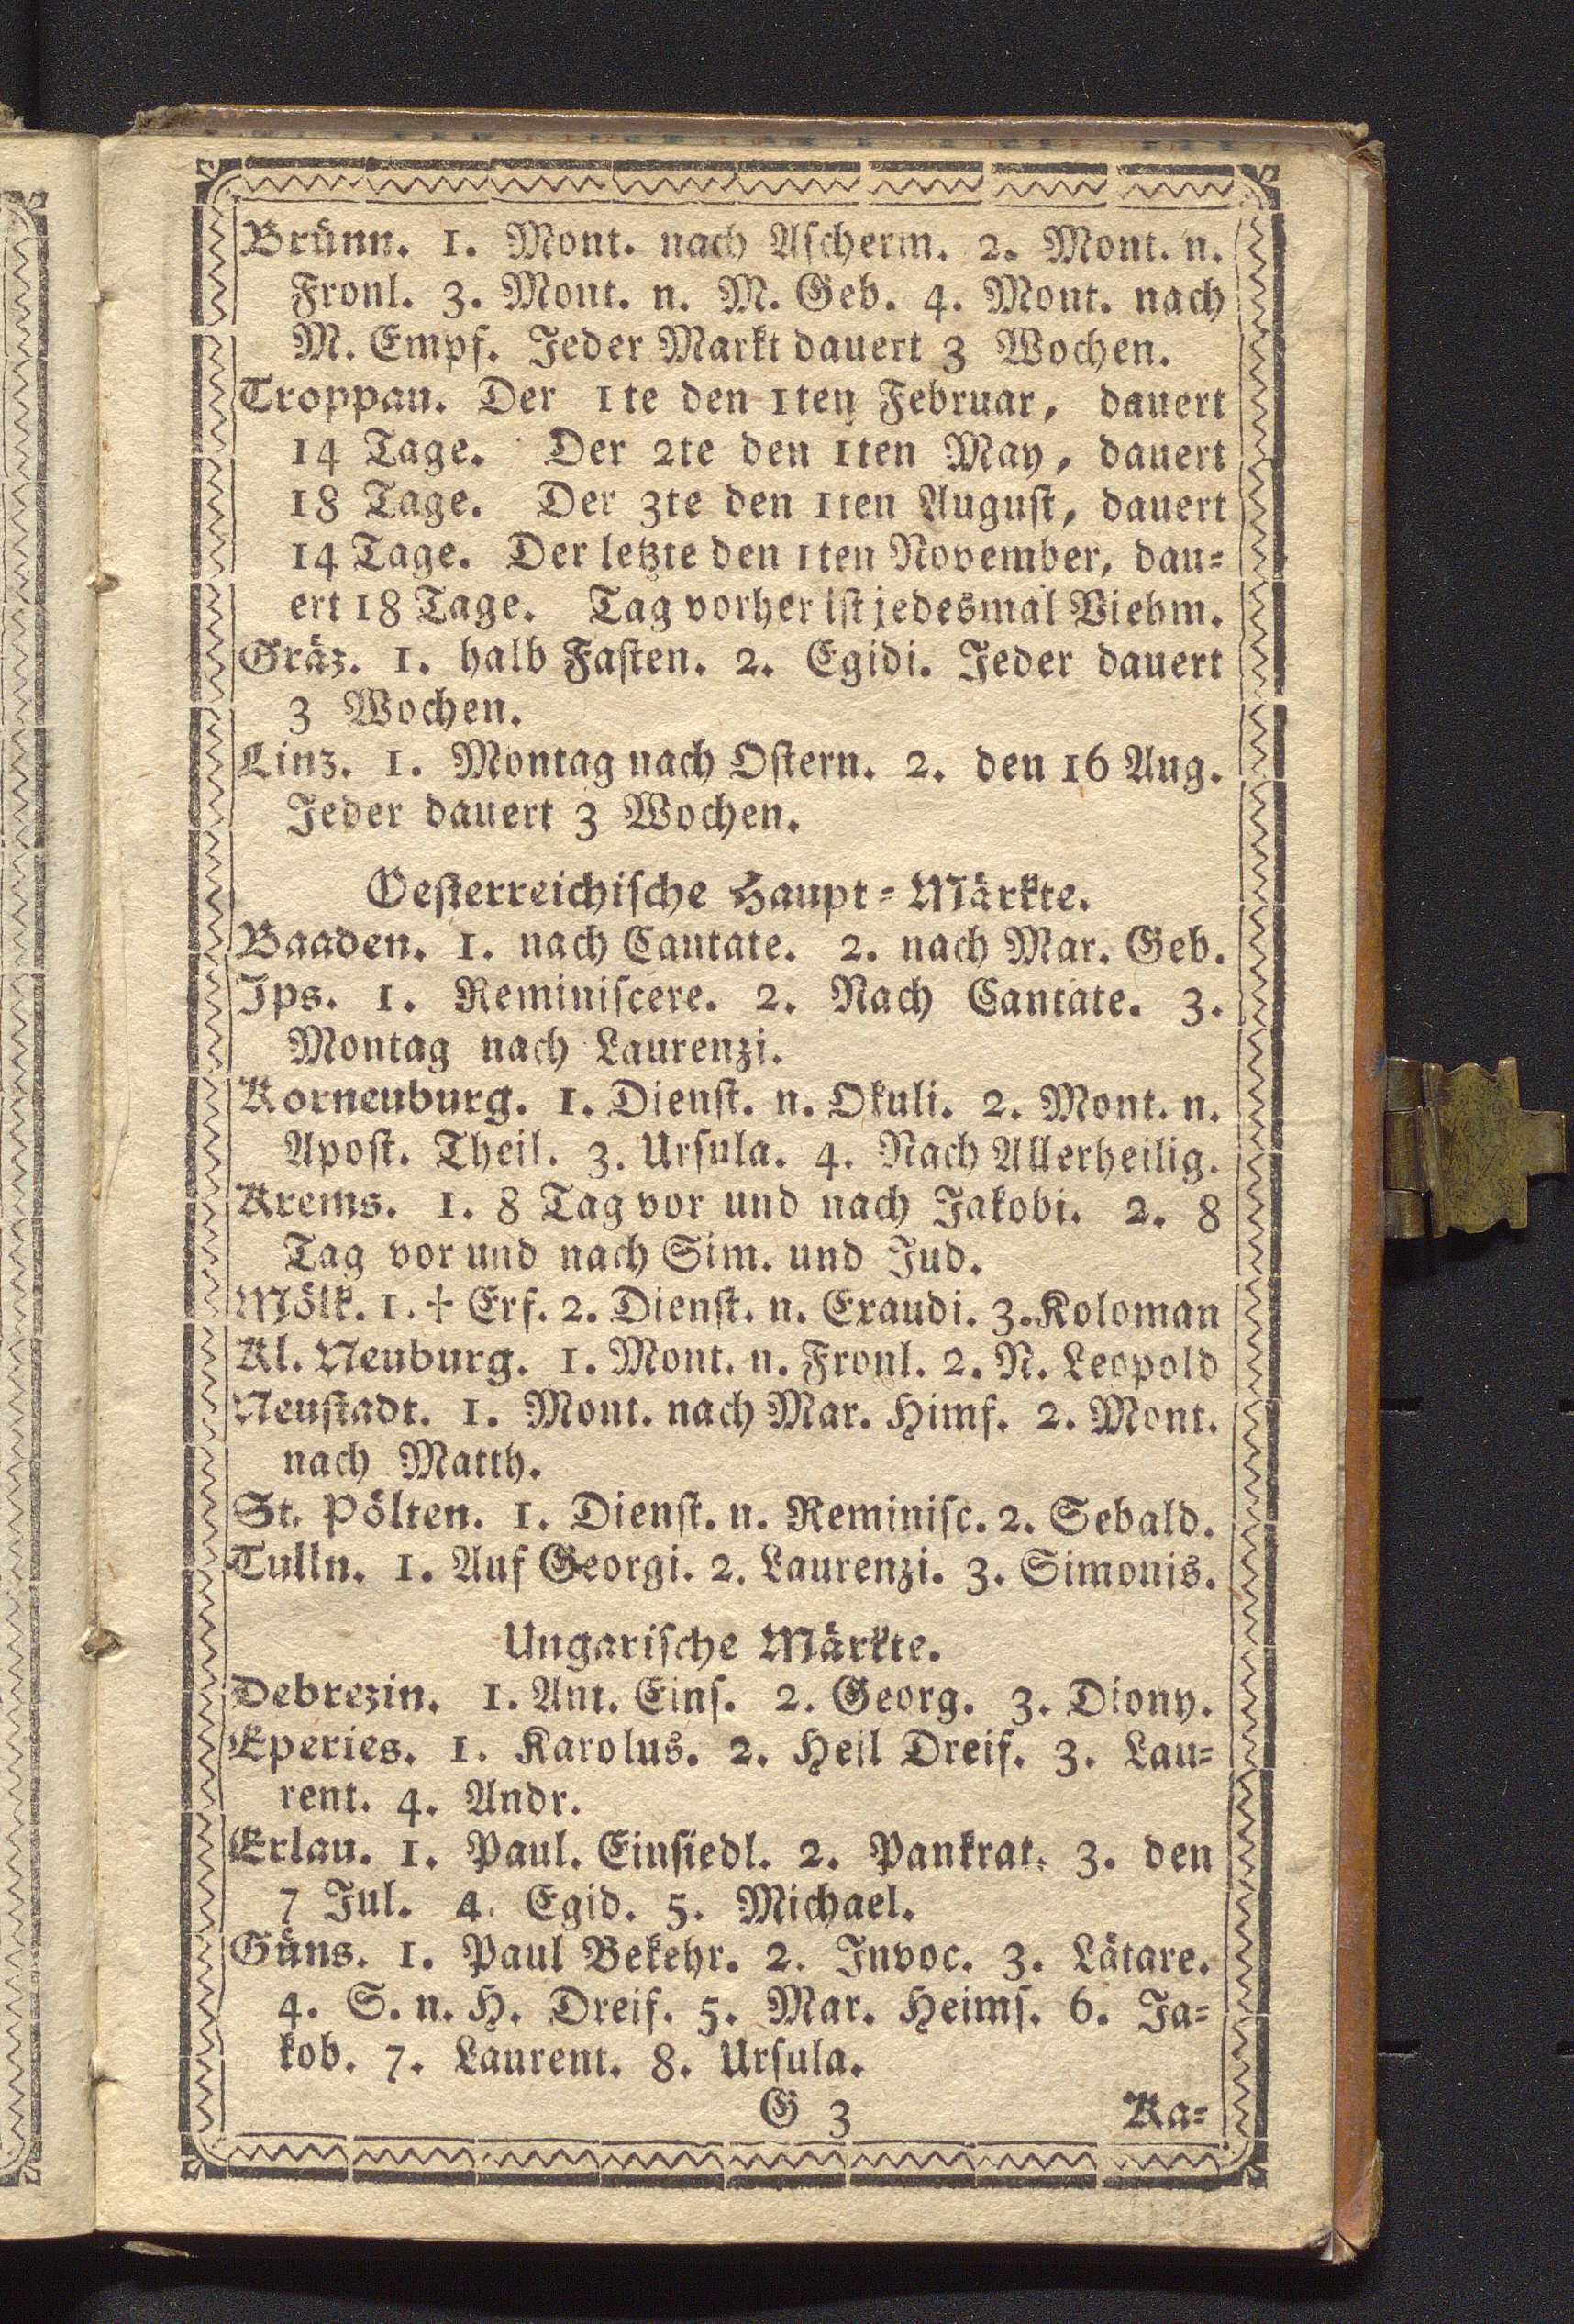 Brünn. 1. Mont. nach Ascherm. 2. Mont. n.
Fronl. 3. Mont. n. M. Geb. 4. Mont. nach
M. Empf. Jeder Markt dauert 3 Wochen.
Troppau. Der 1te den 1ten Februar, dauert
14 Tage. Der 2te den 1ten May, dauert
18 Tage. Der 3te den 1ten August, dauert
14 Tage. Der letzte den 1ten November, dau=
ert 18 Tage. Tag vorher ist jedesmal Viehm.
Gräz. 1. halb Fasten. 2. Egidi. Jeder dauert
3 Wochen.
Linz. 1. Montag nach Ostern. 2. den 16 Aug.
Jeder dauert 3 Wochen.
Oesterreichische Haupt=Märkte.
Baaden. 1. nach Cantate. 2. nach Mar. Geb.
Ips. 1. Reminiscere. 2. Nach Cantate. 3.
Montag nach Laurenzi.
Korneuburg. 1. Dienst. n. Okuli. 2. Mont. n.
Apost. Theil. 3. Ursula. 4. Nach Allerheilig.
Krems. 1. 8 Tag vor und nach Jakobi. 2. 8
Tag vor und nach Sim. und Jud.
Mölk. 1. + Erf. 2. Dienst. n. Exaudi. 3. Koloman
Kl. Neuburg. 1. Mont. n. Fronl. 2. N. Leopold
Neustadt. 1. Mont. nach Mar. Himf. 2. Mont.
nach Matth.
St. Pölten. 1. Dienst. n. Reminisc. 2. Sebald.
Tulln. 1. Auf Georgi. 2. Laurenzi. 3. Simonis.
Ungarische Märkte.
Debrezin. 1. Ant. Eins. 2. Georg. 3. Diony.
Eperies. 1. Karolus. 2. Heil Dreif. 3. Lau=
rent. 4. Andr.
Erlau. 1. Paul. Einsiedl. 2. Pankrat. 3. den
7 Jul. 4. Egid. 5. Michael.
Güns. 1. Paul Bekehr. 2. Invoc. 3. Lätare.
4. S. n. H. Dreif. 5. Mar. Heims. 6. Ja=
kob. 7. Laurent. 8. Ursula.
G 3 Ka=